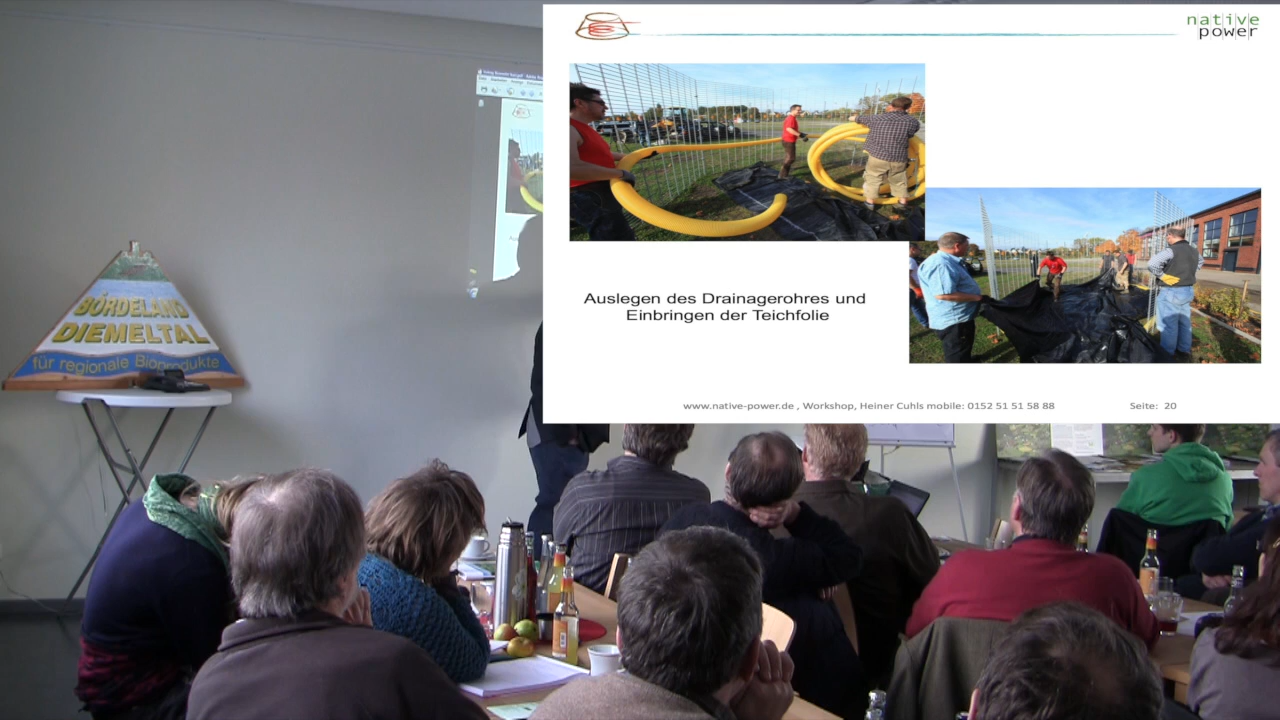 native
power
BÖRDELAND
DIEMELTAL
für regionale Bioprodukte
Auslegen des Drainagerohres und
Einbringen der Teichfolie
www.native-power.de , Workshop, Heiner Cuhls mobile: 0152 51 51 58 88
Seite: 20